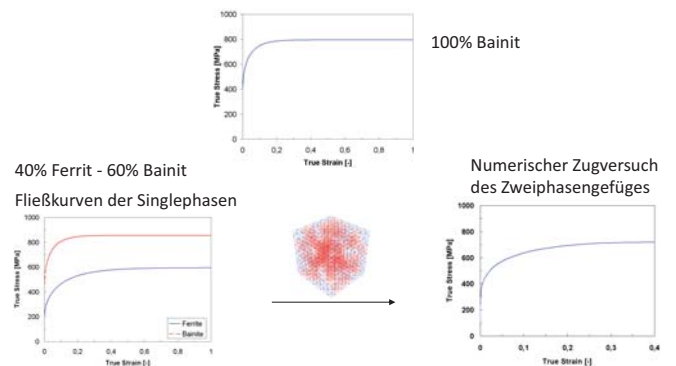 1000
800
600
400
200
0
0
0,2
0,4
0,6
0,8
1
True Stress [MPa]
True Strain [-]
100% Bainit
40% Ferrit - 60% Bainit
Fließkurven der Singlephasen
1000
800
600
400
200
0
0
0,2
0,4
0,6
0,8
1
True Stress [MPa]
True Strain [-]
Ferrite
Bainite
Numerischer Zugversuch
des Zweiphasengefüges
1000
800
600
400
200
0
0
0,1
0,2
0,3
0,4
True Stress [MPa]
True Strain [-]